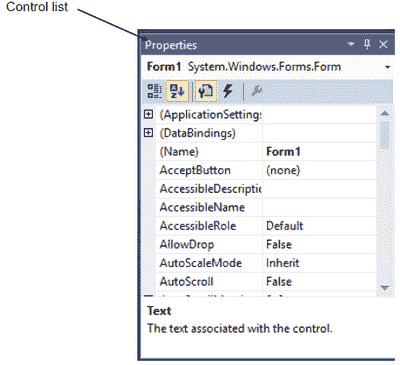 Control list
Properties
Form1 System.Windows.Forms.Form
(ApplicationSettings
(DataBindings)
(Name) Form1
AcceptButton (none)
AccessibleDescriptio
AccessibleName
AccessibleRole Default
AllowDrop False
AutoScaleMode Inherit
AutoScroll False
Text
The text associated with the control.